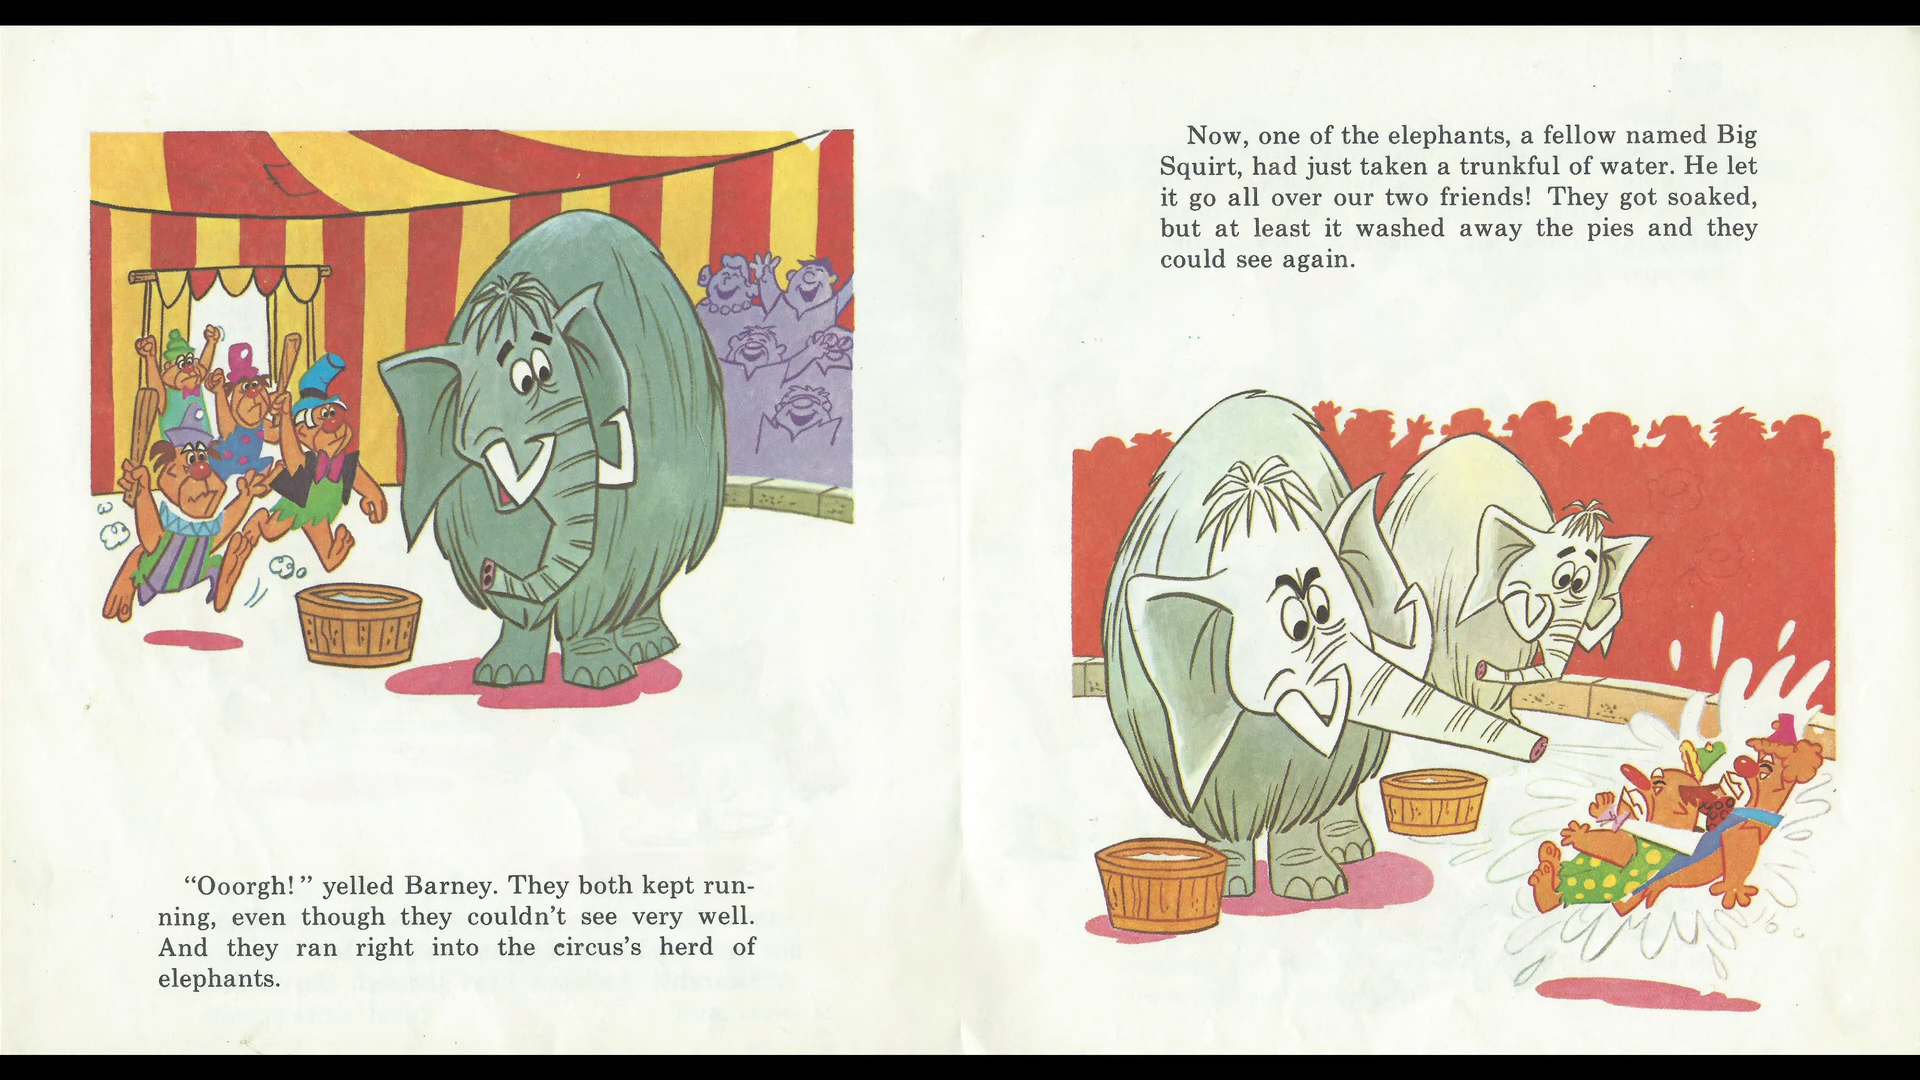 “Ooorgh!” yelled Barney. They both kept run-
ning, even though they couldn’t see very well.
And they ran right into the circus’s herd of
elephants.
Now, one of the elephants, a fellow named Big
Squirt, had just taken a trunkful of water. He let
it go all over our two friends! They got soaked,
but at least it washed away the pies and they
could see again.